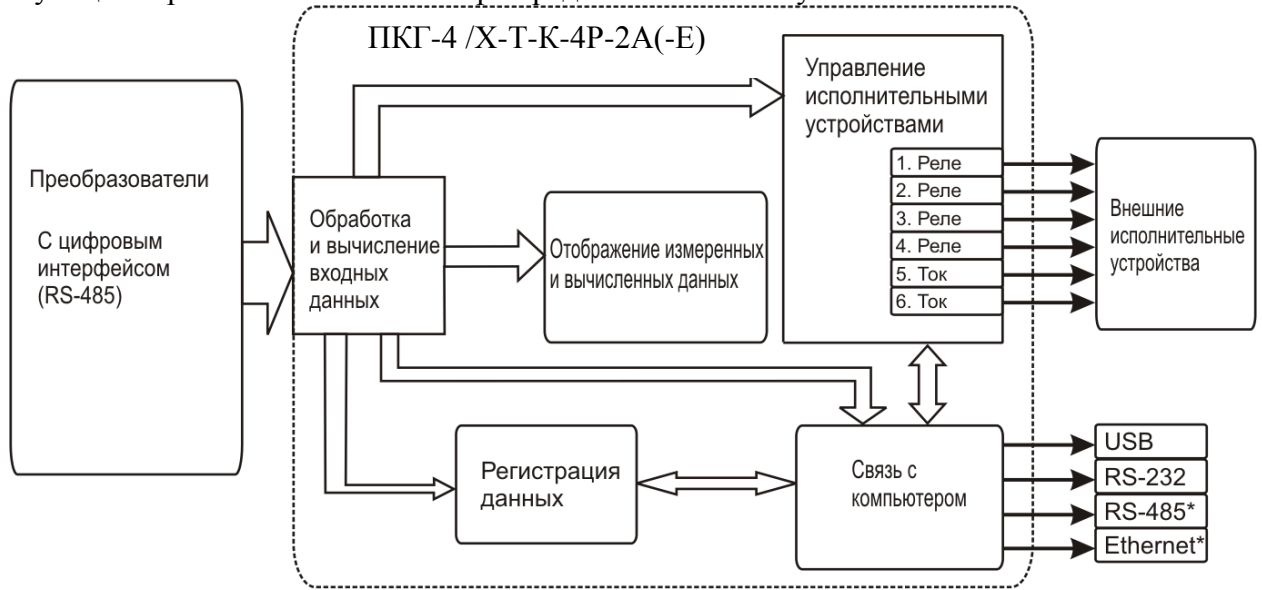 ПКГ-4 /Х-Т-К-4Р-2А(-Е)
Преобразователи
С цифровым
интерфейсом
(RS-485)
Обработка
и вычисление
входных
данных
Отображение измеренных
и вычисленных данных
Управление
исполнительными
устройствами
1. Реле
2. Реле
3. Реле
4. Реле
5. Ток
6. Ток
Внешние
исполнительные
устройства
Регистрация
данных
Связь с
компьютером
USB
RS-232
RS-485*
Ethernet*